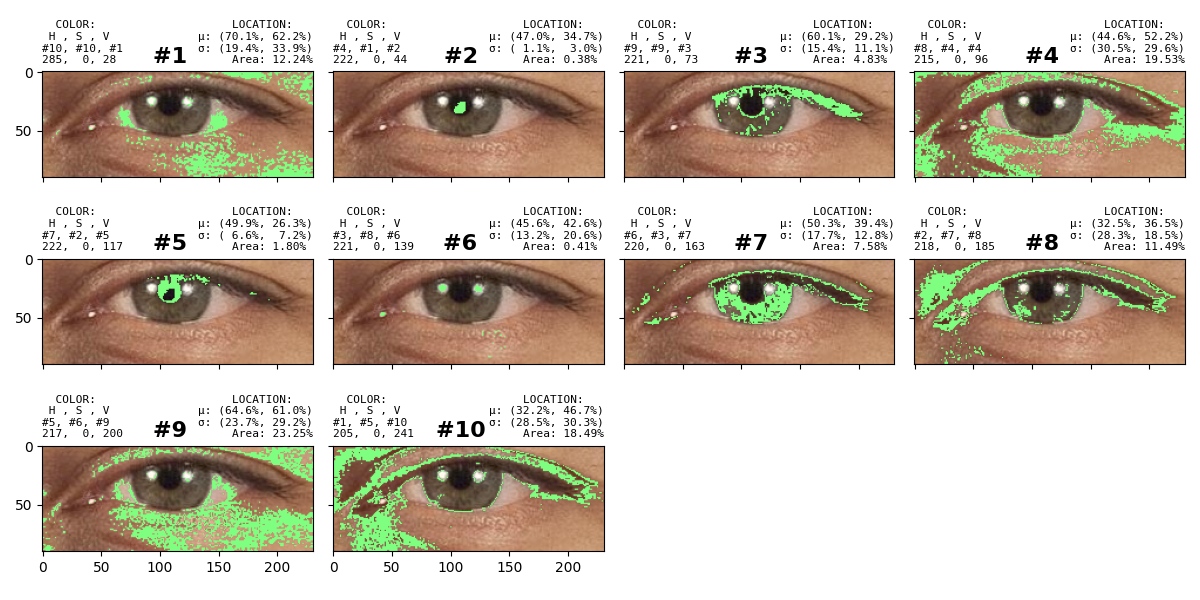 COLOR: LOCATION:
H , S , V μ: (70.1%, 62.2%)
#10, #10, #1 #1 σ: (19.4%, 33.9%)
285, 0, 28 Area: 12.24%
COLOR: LOCATION:
H , S , V μ: (47.0%, 34.7%)
#4, #1, #2 #2 σ: ( 1.1%, 3.0%)
222, 0, 44 Area: 0.38%
COLOR: LOCATION:
H , S , V μ: (60.1%, 29.2%)
#9, #9, #3 #3 σ: (15.4%, 11.1%)
221, 0, 73 Area: 4.83%
COLOR: LOCATION:
H , S , V μ: (44.6%, 52.2%)
#8, #4, #4 #4 σ: (30.5%, 29.6%)
215, 0, 96 Area: 19.53%
0
50
COLOR: LOCATION:
H , S , V μ: (49.9%, 26.3%)
#7, #2, #5 #5 σ: ( 6.6%, 7.2%)
222, 0, 117 Area: 1.80%
COLOR: LOCATION:
H , S , V μ: (45.6%, 42.6%)
#3, #8, #6 #6 σ: (13.2%, 20.6%)
221, 0, 139 Area: 0.41%
COLOR: LOCATION:
H , S , V μ: (50.3%, 39.4%)
#6, #3, #7 #7 σ: (17.7%, 12.8%)
220, 0, 163 Area: 7.58%
COLOR: LOCATION:
H , S , V μ: (32.5%, 36.5%)
#2, #7, #8 #8 σ: (28.3%, 18.5%)
218, 0, 185 Area: 11.49%
0
50
COLOR: LOCATION:
H , S , V μ: (64.6%, 61.0%)
#5, #6, #9 #9 σ: (23.7%, 29.2%)
217, 0, 200 Area: 23.25%
COLOR: LOCATION:
H , S , V μ: (32.2%, 46.7%)
#1, #5, #10 #10 σ: (28.5%, 30.3%)
205, 0, 241 Area: 18.49%
0
50
0 50 100 150 200
0 50 100 150 200